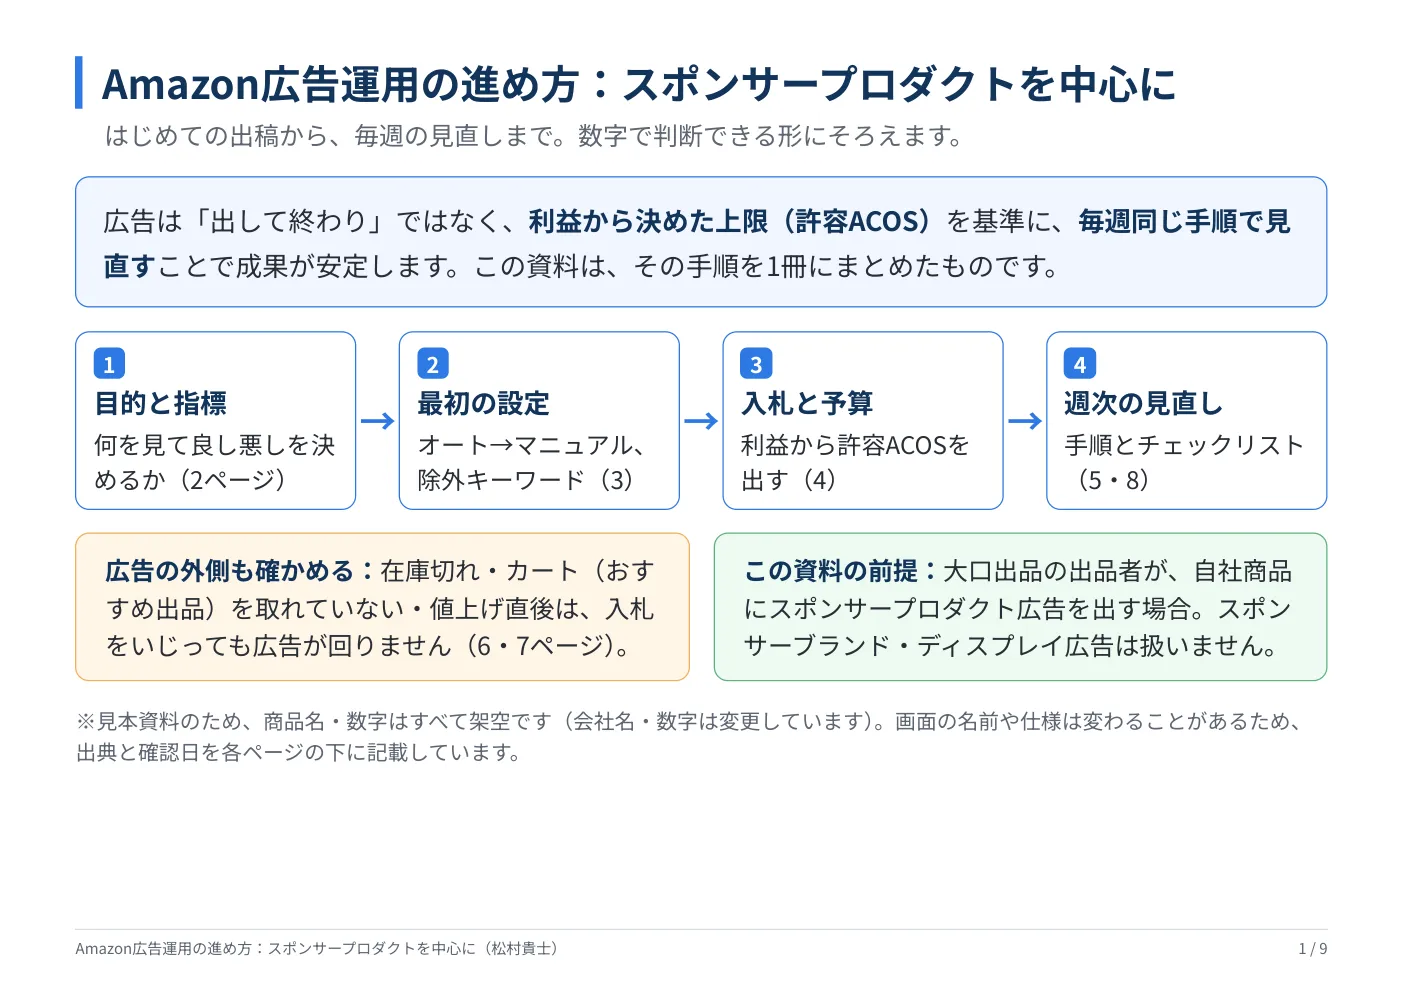 Amazon広告運用の進め方：スポンサープロダクトを中心に
はじめての出稿から、毎週の見直しまで。数字で判断できる形にそろえます。
広告は「出して終わり」ではなく、利益から決めた上限（許容ACOS）を基準に、毎週同じ手順で見
直すことで成果が安定します。この資料は、その手順を1冊にまとめたものです。
1
目的と指標
何を見て良し悪しを決
めるか（2ページ）
→
2
最初の設定
オート→マニュアル、
除外キーワード（3）
→
3
入札と予算
利益から許容ACOSを
出す（4）
→
4
週次の見直し
手順とチェックリスト
（5・8）
広告の外側も確かめる：在庫切れ・カート（おす
すめ出品）を取れていない・値上げ直後は、入札
をいじっても広告が回りません（6・7ページ）。
この資料の前提：大口出品の出品者が、自社商品
にスポンサープロダクト広告を出す場合。スポン
サーブランド・ディスプレイ広告は扱いません。
※見本資料のため、商品名・数字はすべて架空です（会社名・数字は変更しています）。画面の名前や仕様は変わることがあるため、
出典と確認日を各ページの下に記載しています。
Amazon広告運用の進め方：スポンサープロダクトを中心に（松村貴士）
1 / 9